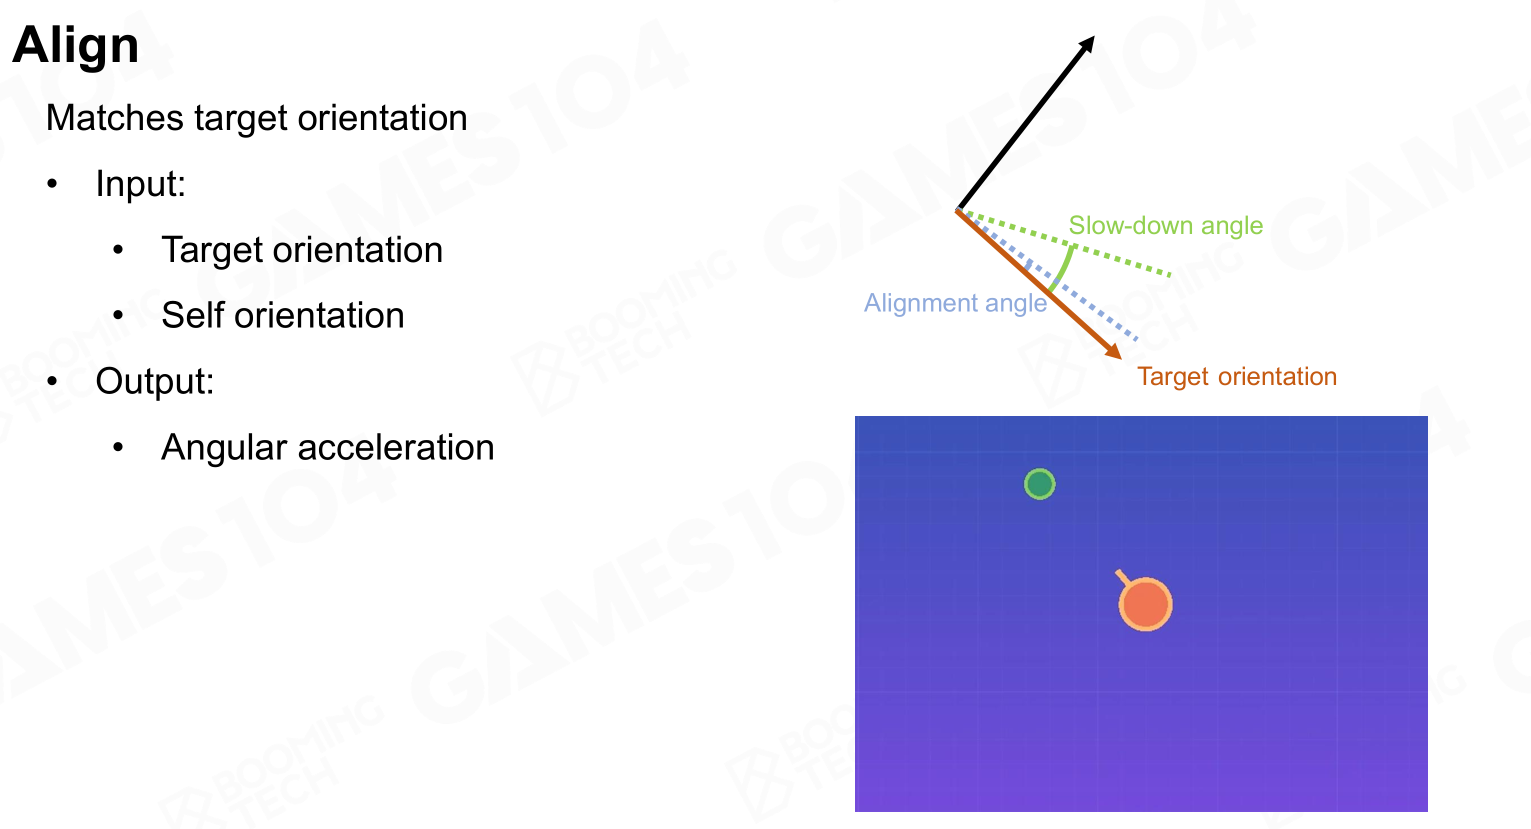 Align
Matches target orientation
• Input:
• Target orientation
• Self orientation
• Output:
• Angular acceleration
Slow-down angle
Alignment angle
Target orientation
GAMES104
BOOMING
TECH